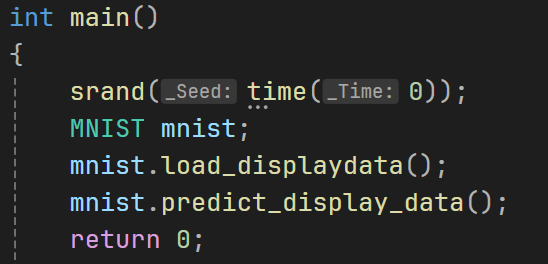 int main()
{
srand(_Seed: time(_Time: 0));
MNIST mnist;
mnist.load_displaydata();
mnist.predict_display_data();
return 0;